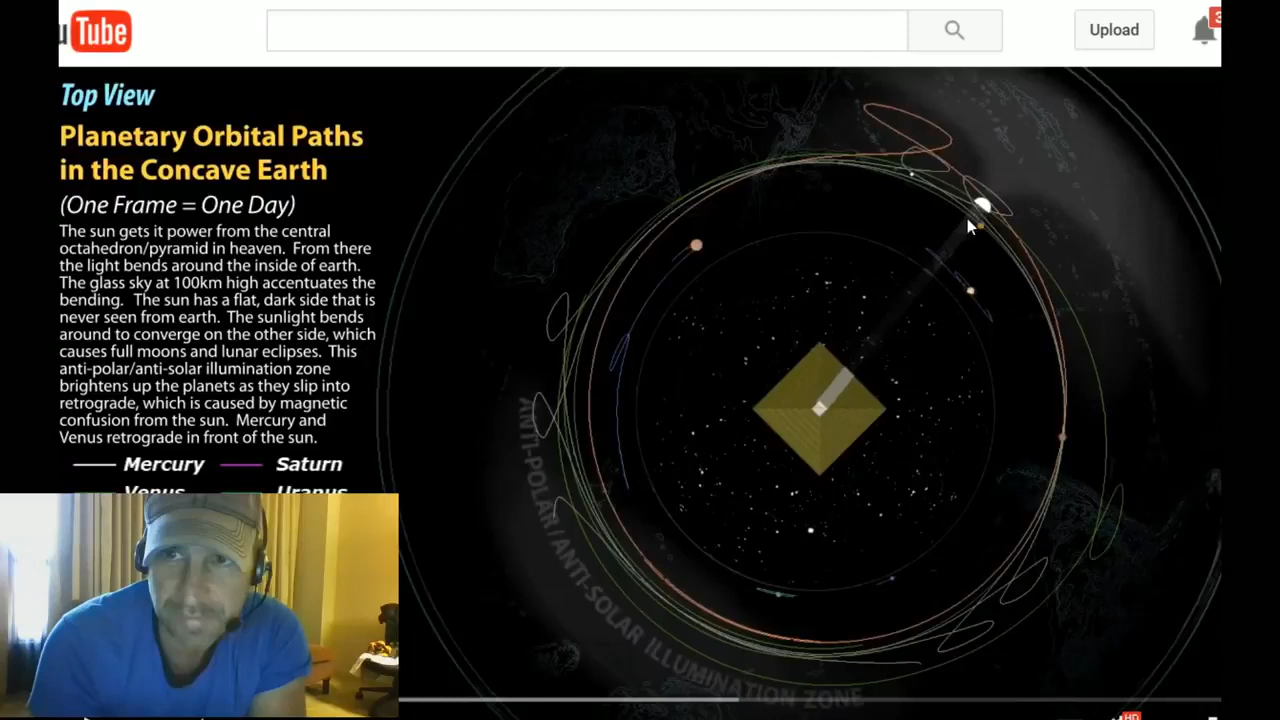 Tube
Upload
3
Top View
Planetary Orbital Paths
in the Concave Earth
(One Frame = One Day)
The sun gets it power from the central
octahedron/pyramid in heaven. From there
the light bends around the inside of earth.
The glass sky at 100km high accentuates the
bending. The sun has a flat, dark side that is
never seen from earth. The sunlight bends
around to converge on the other side, which
causes full moons and lunar eclipses. This
anti-polar/anti-solar illumination zone
brightens up the planets as they slip into
retrograde, which is caused by magnetic
confusion from the sun. Mercury and
Venus retrograde in front of the sun.
Mercury Saturn
Venus Uranus
ANTI-POLAR/ANTI-SOLAR ILLUMINATION ZONE
HD